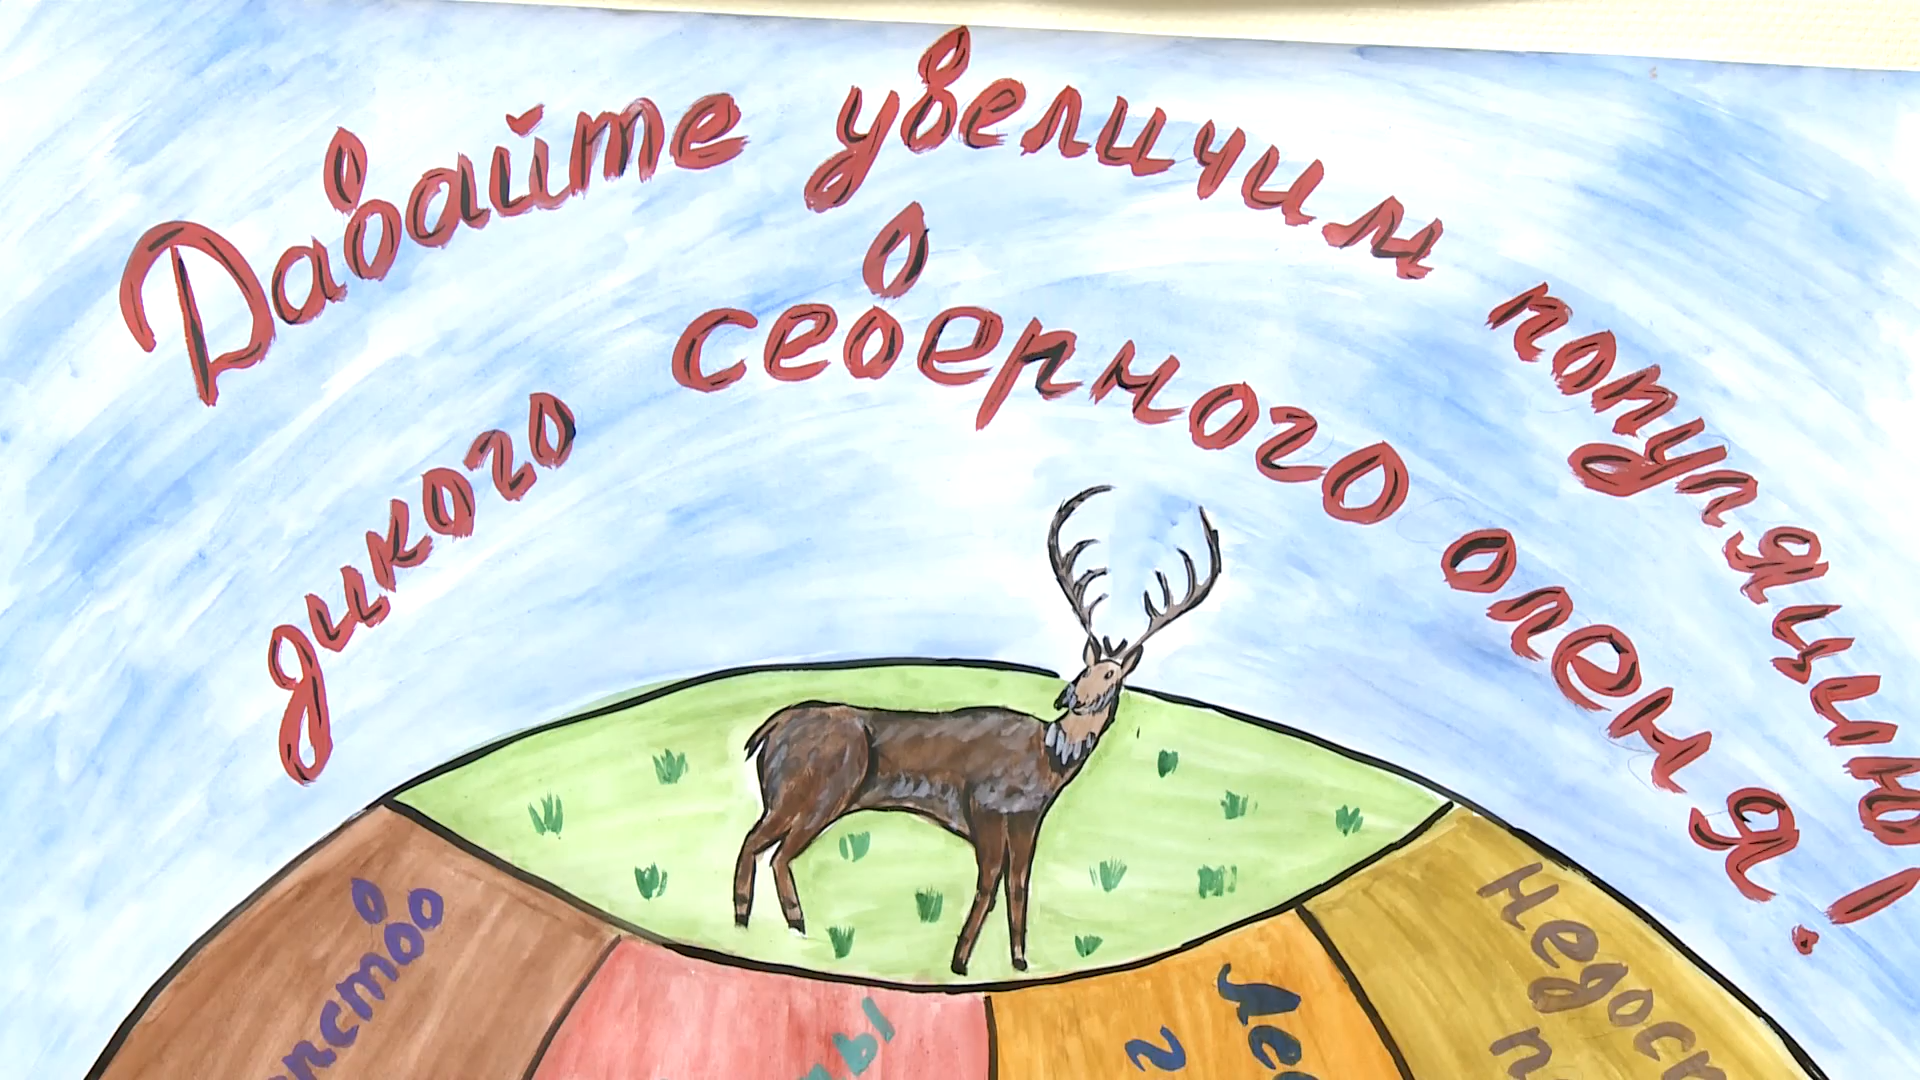 Давайте увеличим популяцию
дикого северного оленя!